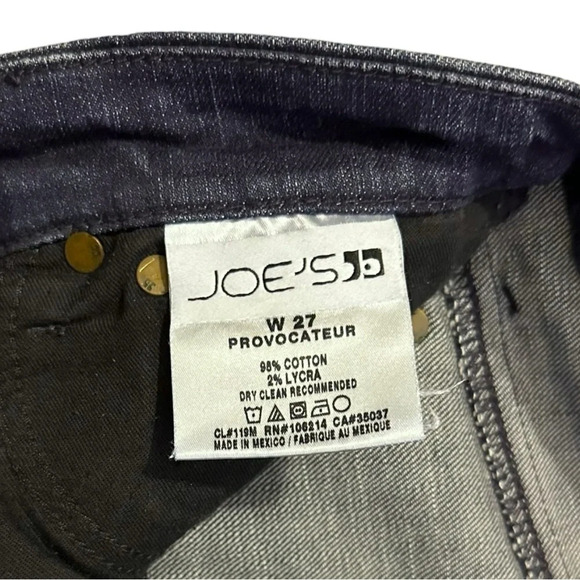 JOE'S
W 27
PROVOCATEUR
98% COTTON
2% LYCRA
DRY CLEAN RECOMMENDED
CL#119M RN#106214 CA#35037
MADE IN MEXICO / FABRIQUE AU MEXIQUE